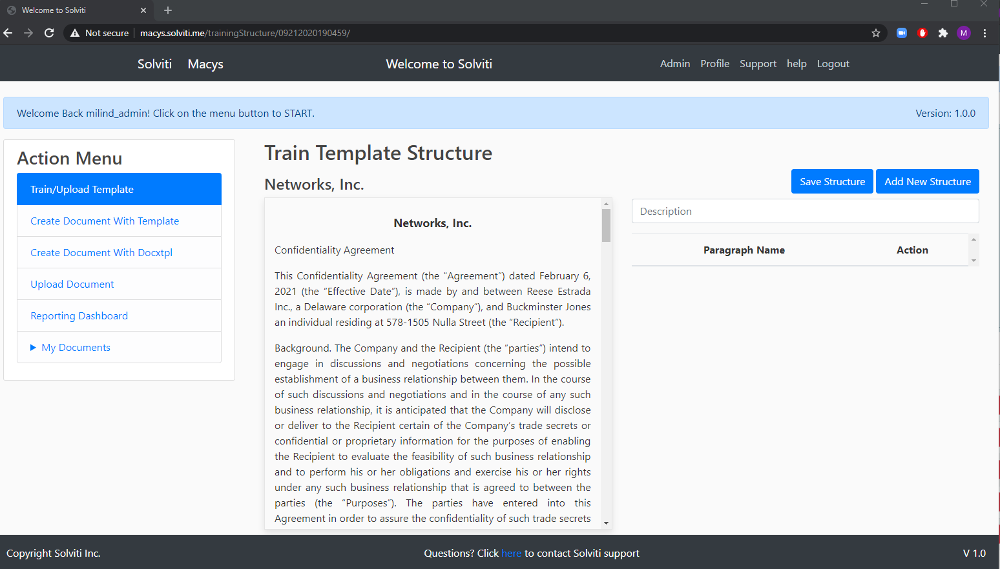 Welcome to Solviti
Not secure | macys.solviti.me/trainingStructure/09212020190459/
M
Solviti Macys Welcome to Solviti Admin Profile Support help Logout
Welcome Back milind_admin! Click on the menu button to START. Version: 1.0.0
Action Menu
Train/Upload Template
Create Document With Template
Create Document With Docxtpl
Upload Document
Reporting Dashboard
My Documents
Train Template Structure
Networks, Inc.
Networks, Inc.
Confidentiality Agreement
This Confidentiality Agreement (the “Agreement”) dated February 6,
2021 (the “Effective Date”), is made by and between Reese Estrada
Inc., a Delaware corporation (the “Company”), and Buckminster Jones
an individual residing at 578-1505 Nulla Street (the “Recipient”).
Background. The Company and the Recipient (the “parties”) intend to
engage in discussions and negotiations concerning the possible
establishment of a business relationship between them. In the course
of such discussions and negotiations and in the course of any such
business relationship, it is anticipated that the Company will disclose
or deliver to the Recipient certain of the Company’s trade secrets or
confidential or proprietary information for the purposes of enabling
the Recipient to evaluate the feasibility of such business relationship
and to perform his or her obligations and exercise his or her rights
under any such business relationship that is agreed to between the
parties (the “Purposes”). The parties have entered into this
Agreement in order to assure the confidentiality of such trade secrets
Save Structure Add New Structure
Description
Paragraph Name Action
Copyright Solviti Inc. Questions? Click here to contact Solviti support V 1.0